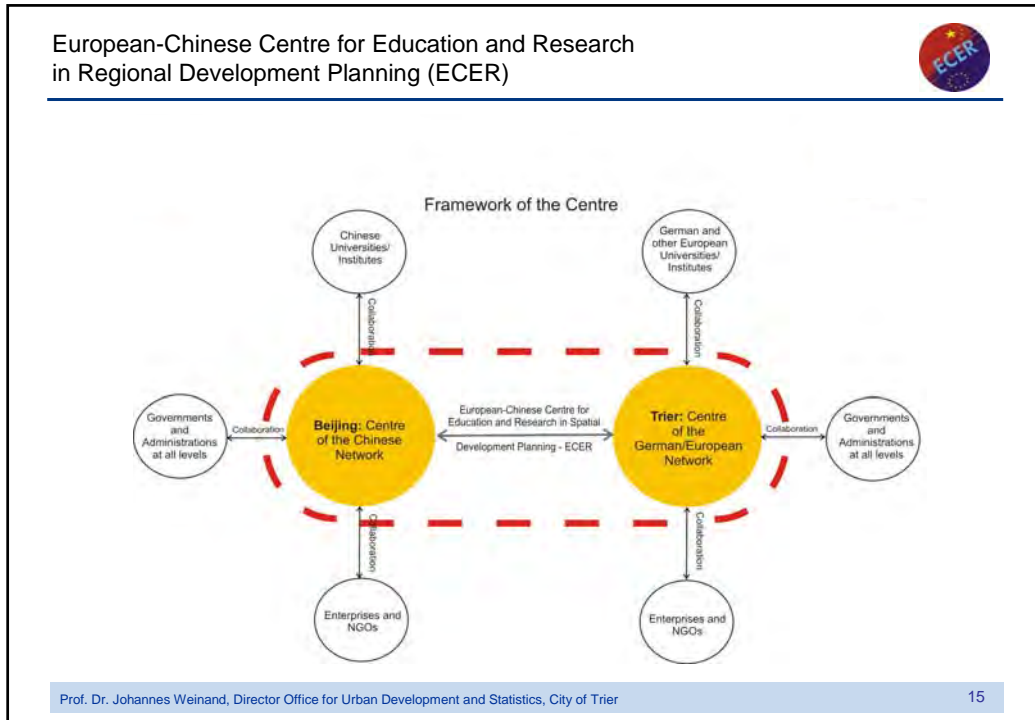 European-Chinese Centre for Education and Research
in Regional Development Planning (ECER)
ECER
Framework of the Centre
Chinese
Universities/
Institutes
German and
other European
Universities/
Institutes
Collaboration
Collaboration
Governments
and
Administrations
at all levels
Collaboration
Beijing: Centre
of the Chinese
Network
European-Chinese Centre for
Education and Research in Spatial
Development Planning - ECER
Trier: Centre
of the
German/European
Network
Collaboration
Governments
and
Administrations
at all levels
Collaboration
Collaboration
Enterprises and
NGOs
Enterprises and
NGOs
Prof. Dr. Johannes Weinand, Director Office for Urban Development and Statistics, City of Trier
15